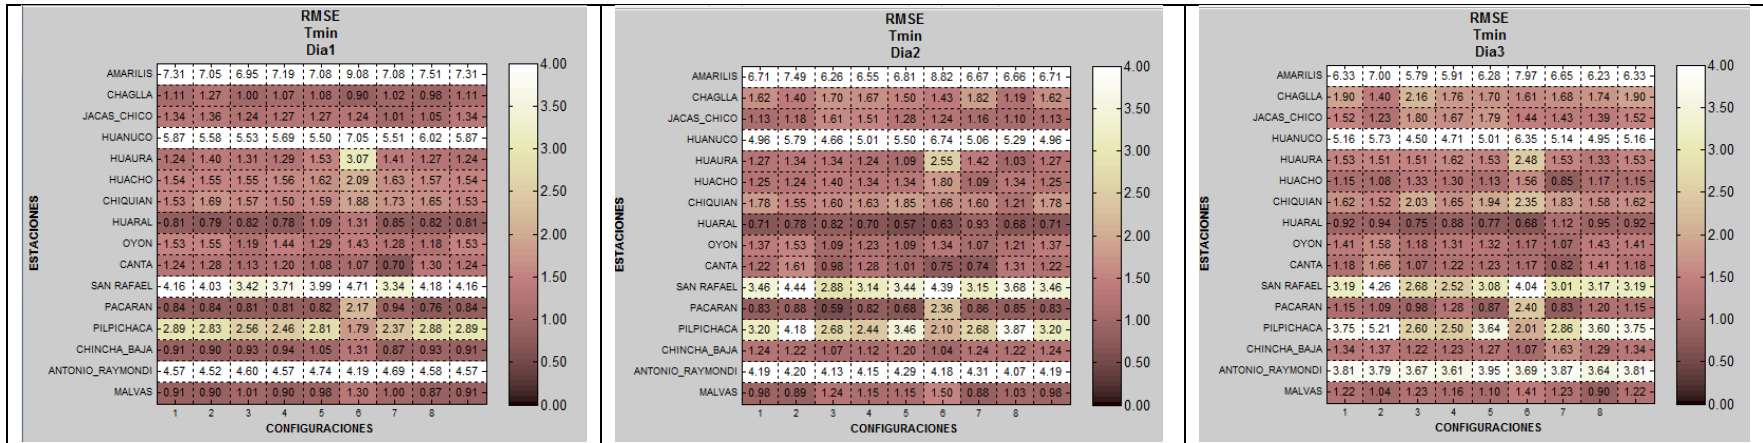 RMSE
Tmin
Dia1
ESTACIONES
AMARILIS 7.31 7.05 6.95 7.19 7.08 9.08 7.08 7.51 7.31
CHAGLLA 1.11 1.27 1.00 1.07 1.08 0.90 1.02 0.98 1.11
JACAS_CHICO 1.34 1.36 1.24 1.27 1.27 1.24 1.01 1.05 1.34
HUANUCO 5.87 5.58 5.53 5.69 5.50 7.05 5.51 6.02 5.87
HUAURA 1.24 1.40 1.31 1.29 1.53 3.07 1.41 1.27 1.24
HUACHO 1.54 1.55 1.55 1.56 1.62 2.09 1.63 1.57 1.54
CHIQUIAN 1.53 1.69 1.57 1.50 1.59 1.88 1.73 1.65 1.53
HUARAL 0.81 0.79 0.82 0.78 1.09 1.31 0.85 0.82 0.81
OYON 1.53 1.55 1.19 1.44 1.29 1.43 1.28 1.18 1.53
CANTA 1.24 1.28 1.13 1.20 1.08 1.07 0.70 1.30 1.24
SAN RAFAEL 4.16 4.03 3.42 3.71 3.99 4.71 3.34 4.18 4.16
PACARAN 0.84 0.84 0.81 0.81 0.82 2.17 0.94 0.76 0.84
PILPICHACA 2.89 2.83 2.56 2.46 2.81 1.79 2.37 2.88 2.89
CHINCHA_BAJA 0.91 0.90 0.93 0.94 1.05 1.31 0.87 0.93 0.91
ANTONIO_RAYMONDI 4.57 4.52 4.60 4.57 4.74 4.19 4.69 4.58 4.57
MALVAS 0.91 0.90 1.01 0.90 0.98 1.30 1.00 0.87 0.91
1 2 3 4 5 6 7 8
CONFIGURACIONES
4.00
3.50
3.00
2.50
2.00
1.50
1.00
0.50
0.00
RMSE
Tmin
Dia2
ESTACIONES
AMARILIS 6.71 7.49 6.26 6.55 6.81 8.82 6.67 6.66 6.71
CHAGLLA 1.62 1.40 1.70 1.67 1.50 1.43 1.82 1.19 1.62
JACAS_CHICO 1.13 1.18 1.61 1.51 1.28 1.24 1.16 1.10 1.13
HUANUCO 4.96 5.79 4.66 5.01 5.50 6.74 5.06 5.29 4.96
HUAURA 1.27 1.34 1.34 1.24 1.09 2.55 1.42 1.03 1.27
HUACHO 1.25 1.24 1.40 1.34 1.34 1.80 1.09 1.34 1.25
CHIQUIAN 1.78 1.55 1.60 1.63 1.85 1.66 1.60 1.21 1.78
HUARAL 0.71 0.78 0.82 0.70 0.57 0.63 0.93 0.68 0.71
OYON 1.37 1.53 1.09 1.23 1.09 1.34 1.07 1.21 1.37
CANTA 1.22 1.61 0.98 1.28 1.01 0.75 0.74 1.31 1.22
SAN RAFAEL 3.46 4.44 2.88 3.14 3.44 4.39 3.15 3.68 3.46
PACARAN 0.83 0.88 0.59 0.82 0.68 2.36 0.86 0.85 0.83
PILPICHACA 3.20 4.18 2.68 2.44 3.46 2.10 2.68 3.87 3.20
CHINCHA_BAJA 1.24 1.22 1.07 1.12 1.20 1.04 1.24 1.22 1.24
ANTONIO_RAYMONDI 4.19 4.20 4.13 4.15 4.29 4.18 4.31 4.07 4.19
MALVAS 0.98 0.89 1.24 1.15 1.15 1.50 0.88 1.03 0.98
1 2 3 4 5 6 7 8
CONFIGURACIONES
4.00
3.50
3.00
2.50
2.00
1.50
1.00
0.50
0.00
RMSE
Tmin
Dia3
ESTACIONES
AMARILIS 6.33 7.00 5.79 5.91 6.28 7.97 6.65 6.23 6.33
CHAGLLA 1.90 1.40 2.16 1.76 1.70 1.61 1.68 1.74 1.90
JACAS_CHICO 1.52 1.23 1.80 1.67 1.79 1.44 1.43 1.39 1.52
HUANUCO 5.16 5.73 4.50 4.71 5.01 6.35 5.14 4.95 5.16
HUAURA 1.53 1.51 1.51 1.62 1.53 2.48 1.53 1.33 1.53
HUACHO 1.15 1.08 1.33 1.30 1.13 1.56 0.85 1.17 1.15
CHIQUIAN 1.62 1.52 2.03 1.65 1.94 2.35 1.83 1.58 1.62
HUARAL 0.92 0.94 0.75 0.88 0.77 0.68 1.12 0.95 0.92
OYON 1.41 1.58 1.18 1.31 1.32 1.17 1.07 1.43 1.41
CANTA 1.18 1.66 1.07 1.22 1.23 1.17 0.82 1.41 1.18
SAN RAFAEL 3.19 4.26 2.68 2.52 3.08 4.04 3.01 3.17 3.19
PACARAN 1.15 1.09 0.98 1.28 0.87 2.40 0.83 1.20 1.15
PILPICHACA 3.75 5.21 2.60 2.50 3.64 2.01 2.86 3.60 3.75
CHINCHA_BAJA 1.34 1.37 1.22 1.23 1.27 1.07 1.63 1.29 1.34
ANTONIO_RAYMONDI 3.81 3.79 3.67 3.61 3.95 3.69 3.87 3.64 3.81
MALVAS 1.22 1.04 1.23 1.16 1.10 1.41 1.23 0.90 1.22
1 2 3 4 5 6 7 8
CONFIGURACIONES
4.00
3.50
3.00
2.50
2.00
1.50
1.00
0.50
0.00